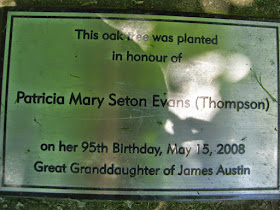 This oak tree was planted
in honour of
Patricia Mary Seton Evans (Thompson)
on her 95th Birthday, May 15, 2008
Great Granddaughter of James Austin